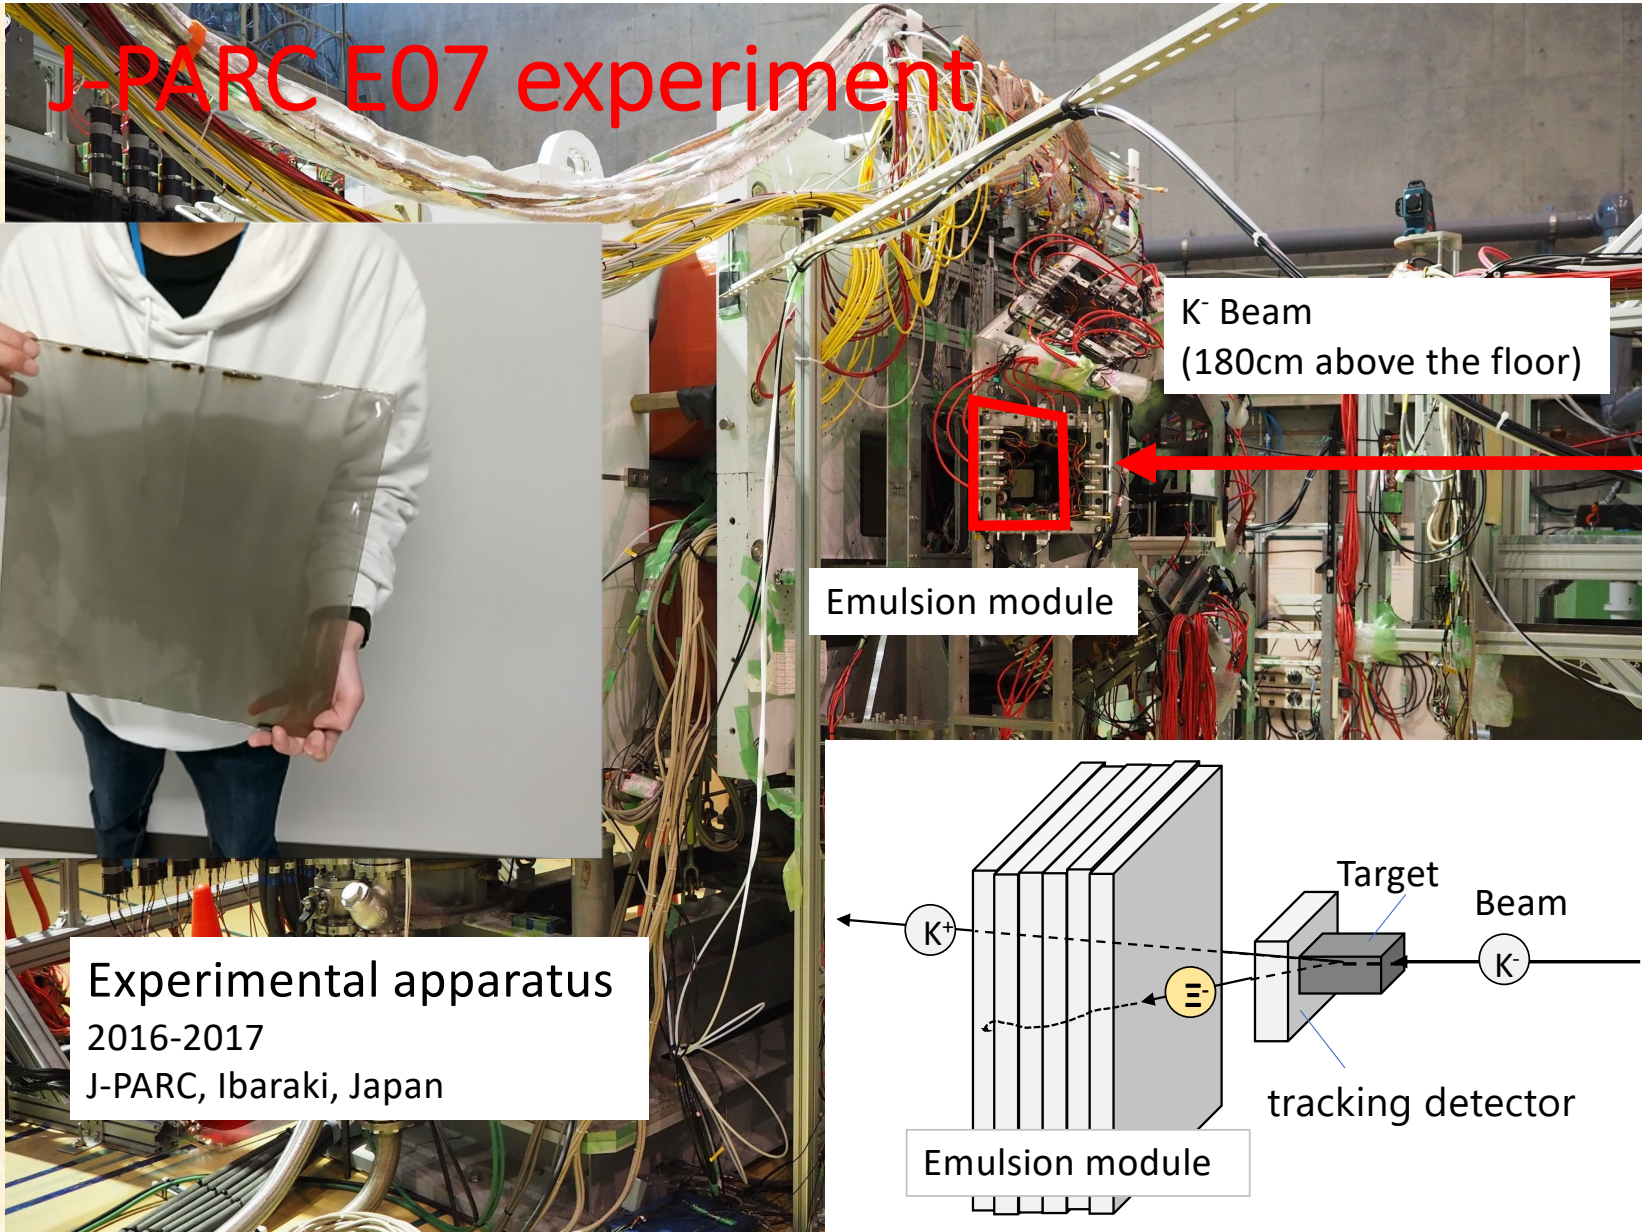 J-PARC E07 experiment
K⁻ Beam
(180cm above the floor)
Emulsion module
Experimental apparatus
2016-2017
J-PARC, Ibaraki, Japan
Target
Beam
K⁺
K⁻
Ξ⁻
tracking detector
Emulsion module